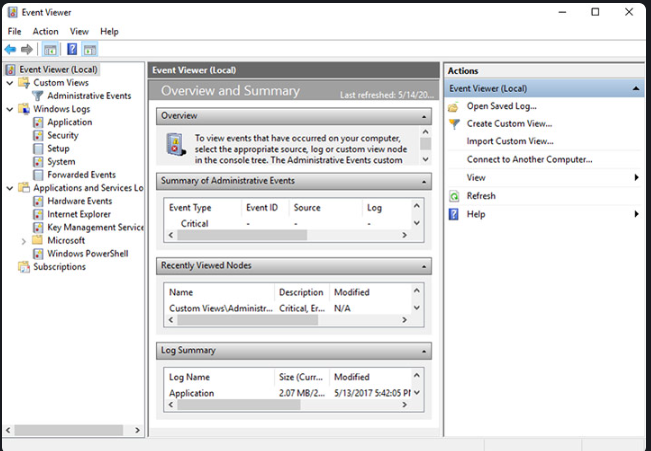 Event Viewer
File Action View Help
Event Viewer (Local)
Custom Views
Administrative Events
Windows Logs
Application
Security
Setup
System
Forwarded Events
Applications and Services Lo
Hardware Events
Internet Explorer
Key Management Service
Microsoft
Windows PowerShell
Subscriptions
Event Viewer (Local)
Overview and Summary Last refreshed: 5/14/20...
Overview
To view events that have occurred on your computer,
select the appropriate source, log or custom view node
in the console tree. The Administrative Events custom
Summary of Administrative Events
Event Type Event ID Source Log
Critical - - -
Recently Viewed Nodes
Name Description Modified
Custom Views\Administr... Critical, Er... N/A
Log Summary
Log Name Size (Curr... Modified
Application 2.07 MB/2... 5/13/2017 5:42:05 PM
Actions
Event Viewer (Local)
Open Saved Log...
Create Custom View...
Import Custom View...
Connect to Another Computer...
View
Refresh
Help